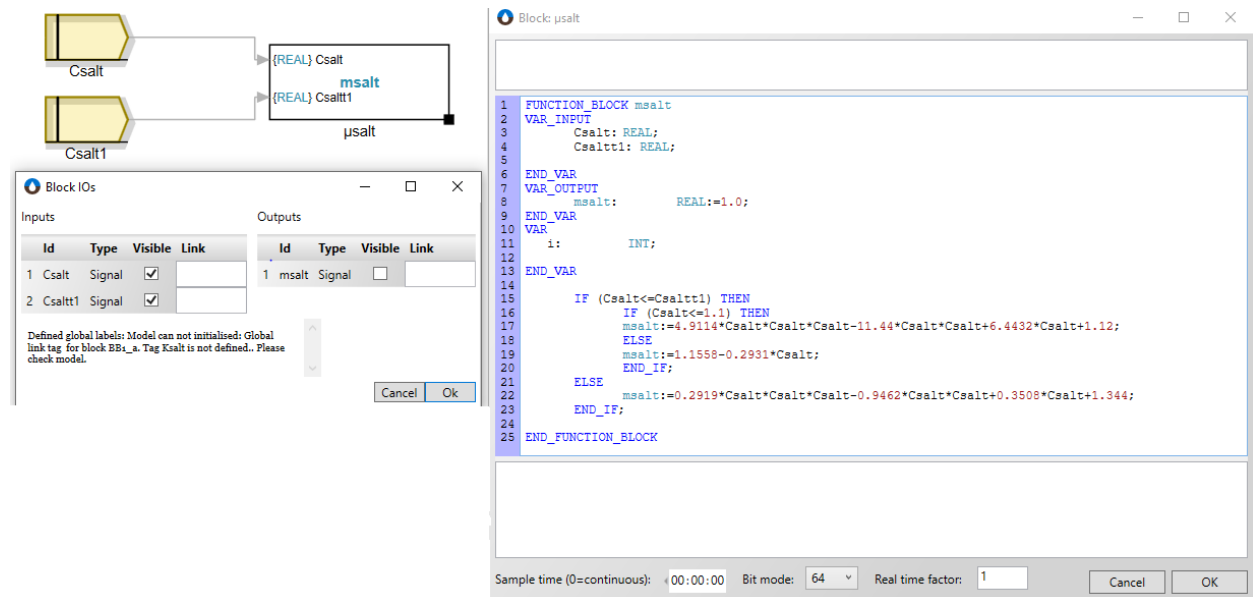 Csalt
Csalt1
{REAL} Csalt
msalt
{REAL} Csaltt1
µsalt
Block IOs
Inputs
Outputs
Id Type Visible Link
1 Csalt Signal
2 Csaltt1 Signal
Id Type Visible Link
1 msalt Signal
Defined global labels: Model can not initialised: Global
link tag for block BB1_a. Tag Ksalt is not defined.. Please
check model.
Cancel Ok
Block: µsalt
1 FUNCTION_BLOCK msalt
2 VAR_INPUT
3 Csalt: REAL;
4 Csaltt1: REAL;
5
6 END_VAR
7 VAR_OUTPUT
8 msalt: REAL:=1.0;
9 END_VAR
10 VAR
11 i: INT;
12
13 END_VAR
14
15 IF (Csalt<=Csaltt1) THEN
16 IF (Csalt<=1.1) THEN
17 msalt:=4.9114*Csalt*Csalt*Csalt-11.44*Csalt*Csalt+6.4432*Csalt+1.12;
18 ELSE
19 msalt:=1.1558-0.2931*Csalt;
20 END_IF;
21 ELSE
22 msalt:=0.2919*Csalt*Csalt*Csalt-0.9462*Csalt*Csalt+0.3508*Csalt+1.344;
23 END_IF;
24
25 END_FUNCTION_BLOCK
Sample time (0=continuous): 00:00:00 Bit mode: 64 Real time factor: 1
Cancel OK